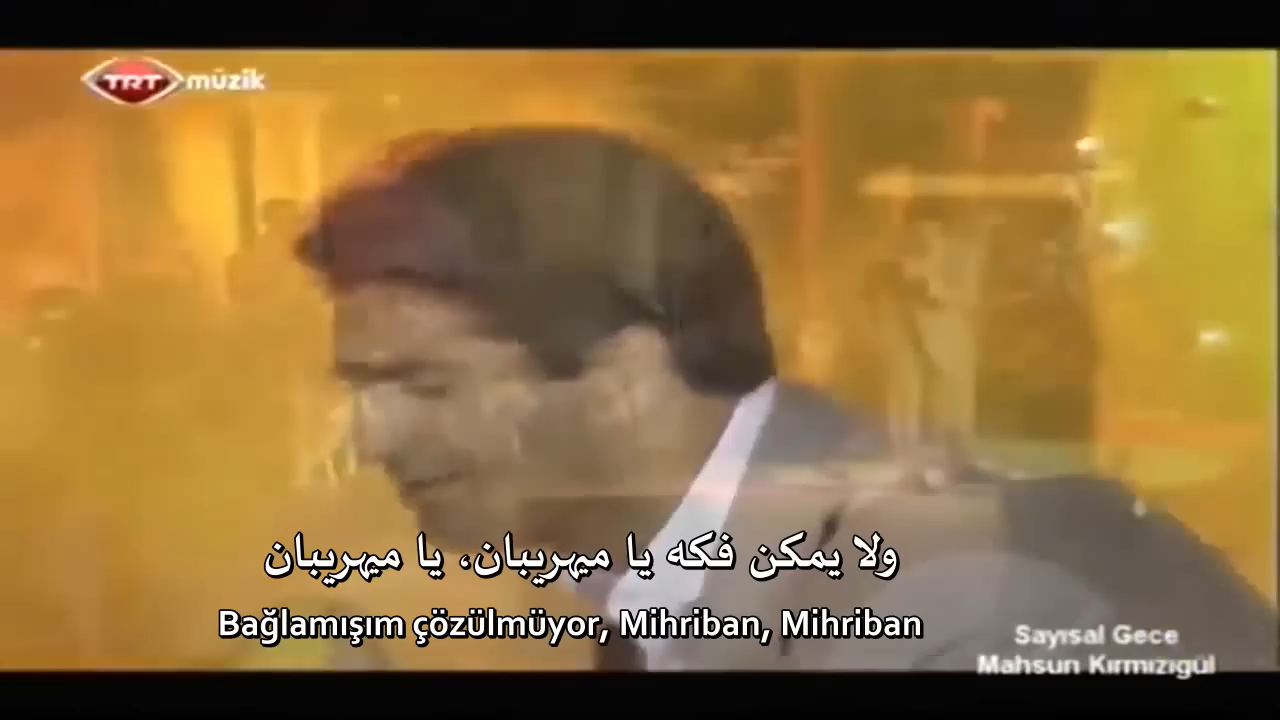 TRT müzik
ولا يمكن فكه يا ميهريبان، يا ميهريبان
Bağlamışım çözülmüyor, Mihriban, Mihriban
Sayısal Gece
Mahsun Kırmızıgül